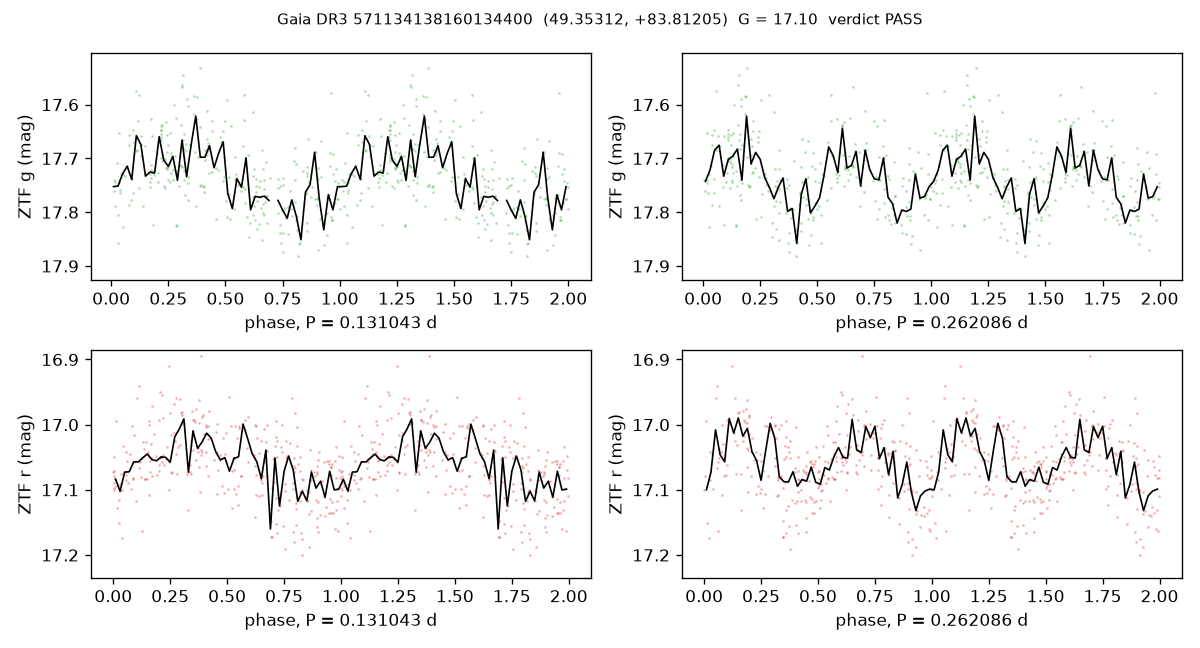 Gaia DR3 571134138160134400 (49.35312, +83.81205) G = 17.10 verdict PASS
ZTF g (mag)
17.6
17.7
17.8
17.9
0.00 0.25 0.50 0.75 1.00 1.25 1.50 1.75 2.00
phase, P = 0.131043 d
ZTF g (mag)
17.6
17.7
17.8
17.9
0.00 0.25 0.50 0.75 1.00 1.25 1.50 1.75 2.00
phase, P = 0.262086 d
ZTF r (mag)
16.9
17.0
17.1
17.2
0.00 0.25 0.50 0.75 1.00 1.25 1.50 1.75 2.00
phase, P = 0.131043 d
ZTF r (mag)
16.9
17.0
17.1
17.2
0.00 0.25 0.50 0.75 1.00 1.25 1.50 1.75 2.00
phase, P = 0.262086 d